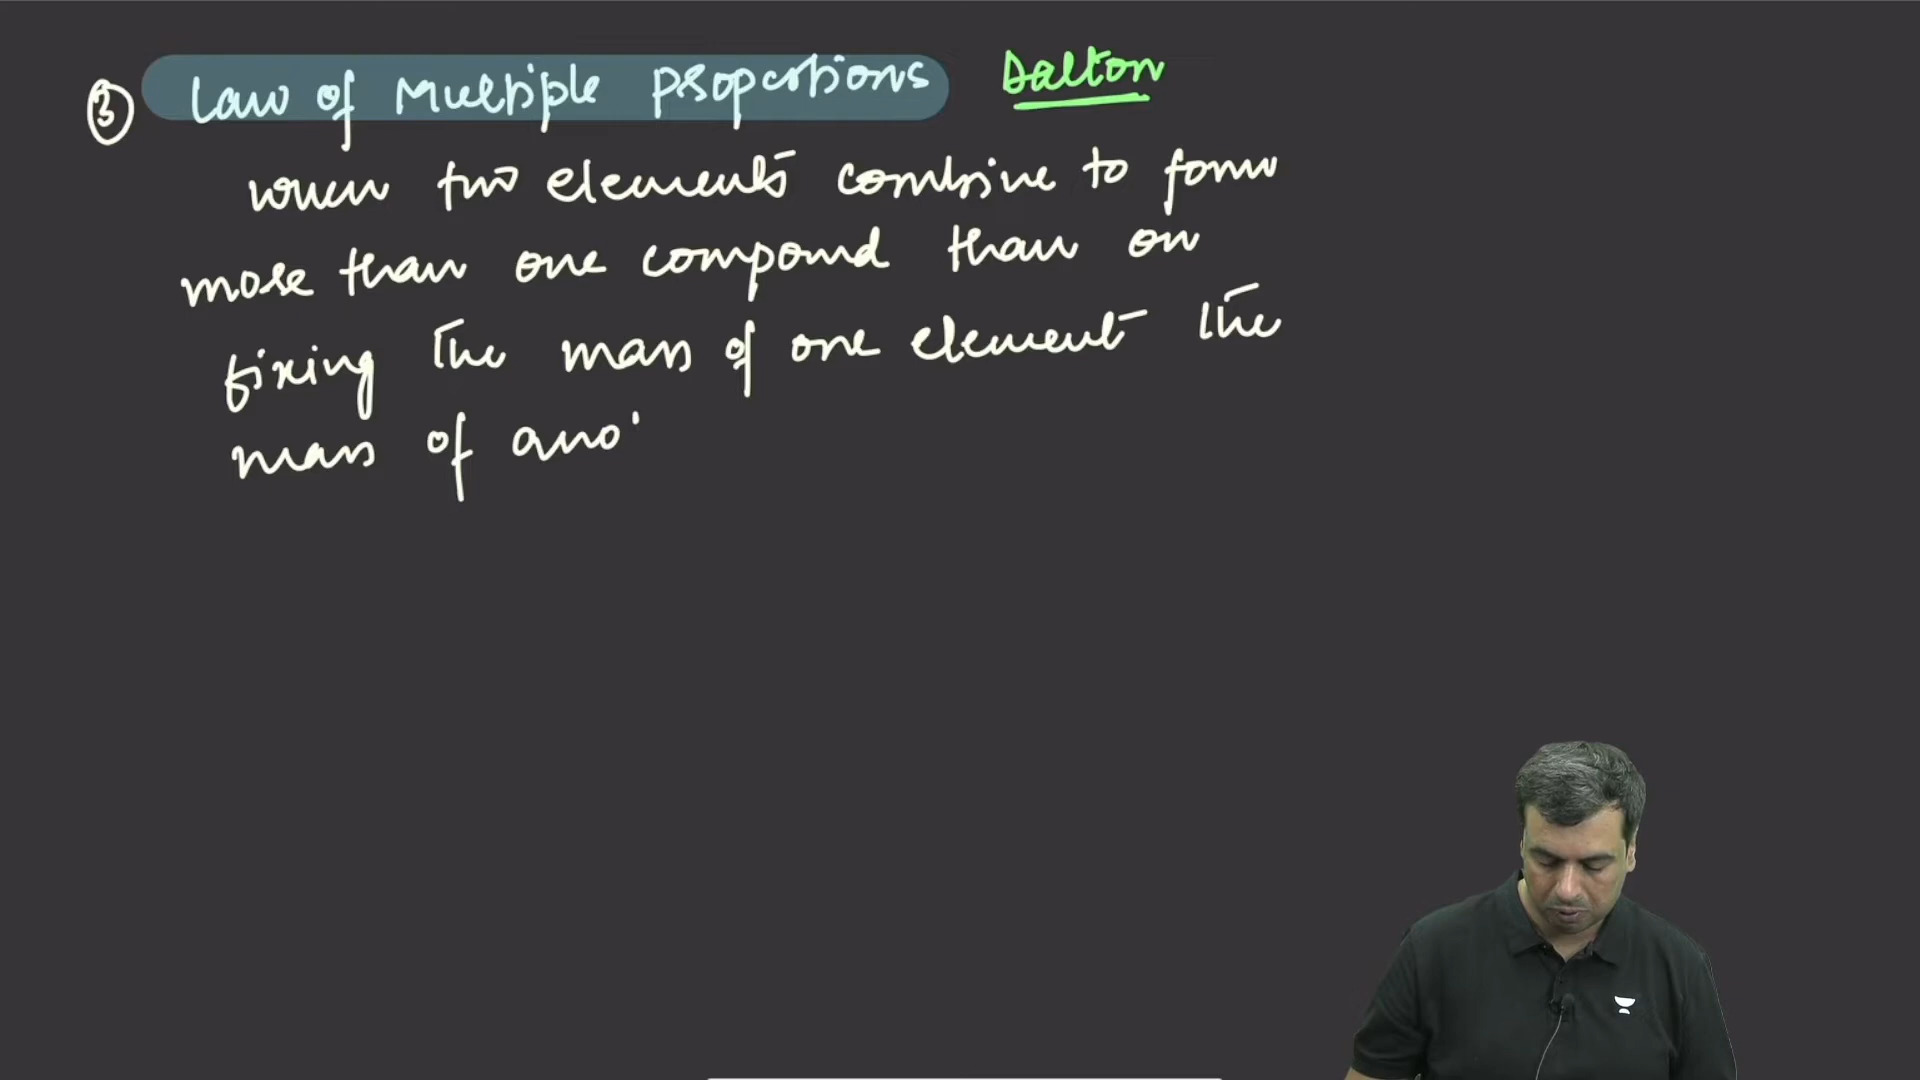 ③ Law of Multiple Proportions Dalton
when two elements combine to form
more than one compound than on
fixing the mass of one element the
mass of ano